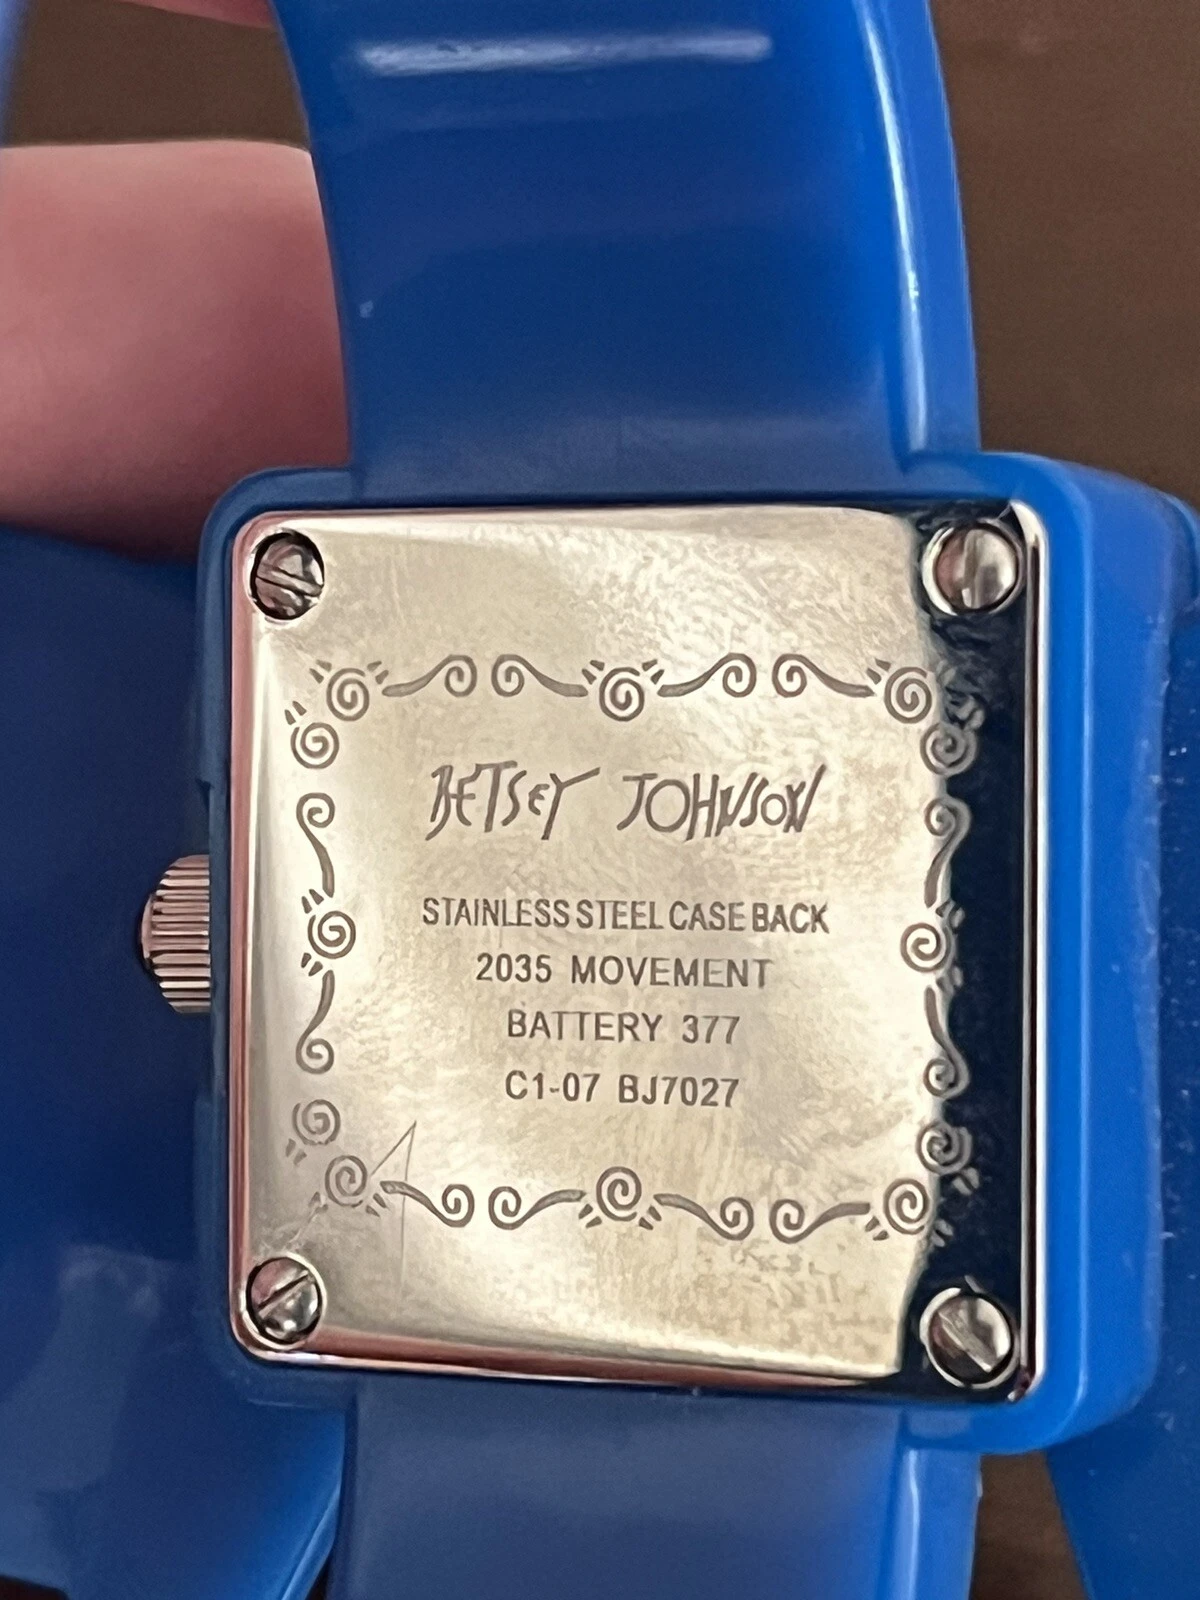 BETSEY JOHNSON
STAINLESS STEEL CASE BACK
2035 MOVEMENT
BATTERY 377
C1-07 BJ7027